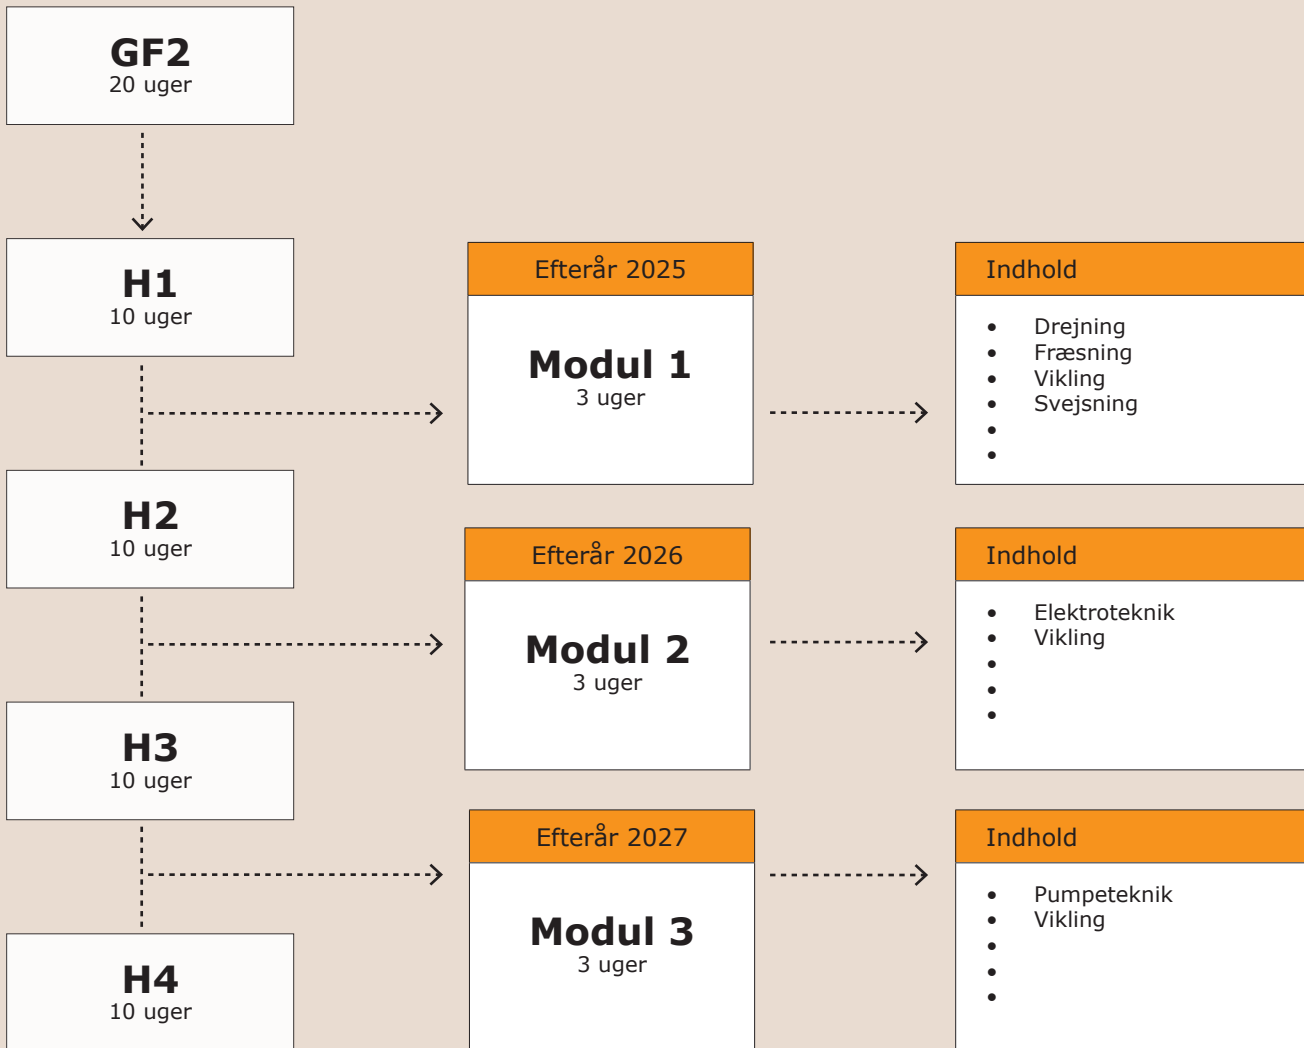 GF2
20 uger
H1
10 uger
Efterår 2025
Modul 1
3 uger
Indhold
• Drejning
• Fræsning
• Vikling
• Svejsning
•
•
H2
10 uger
Efterår 2026
Modul 2
3 uger
Indhold
• Elektroteknik
• Vikling
•
•
•
H3
10 uger
Efterår 2027
Modul 3
3 uger
Indhold
• Pumpeteknik
• Vikling
•
•
•
H4
10 uger